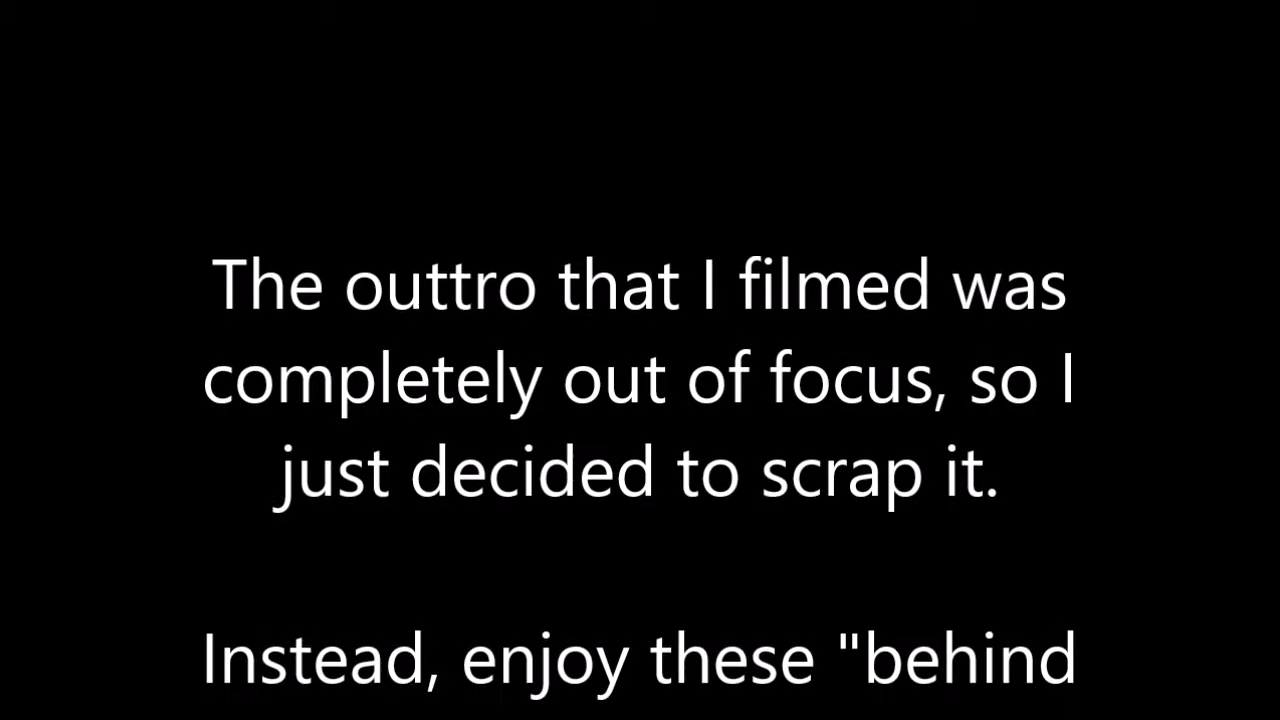 The outtro that I filmed was
completely out of focus, so I
just decided to scrap it.
Instead, enjoy these "behind